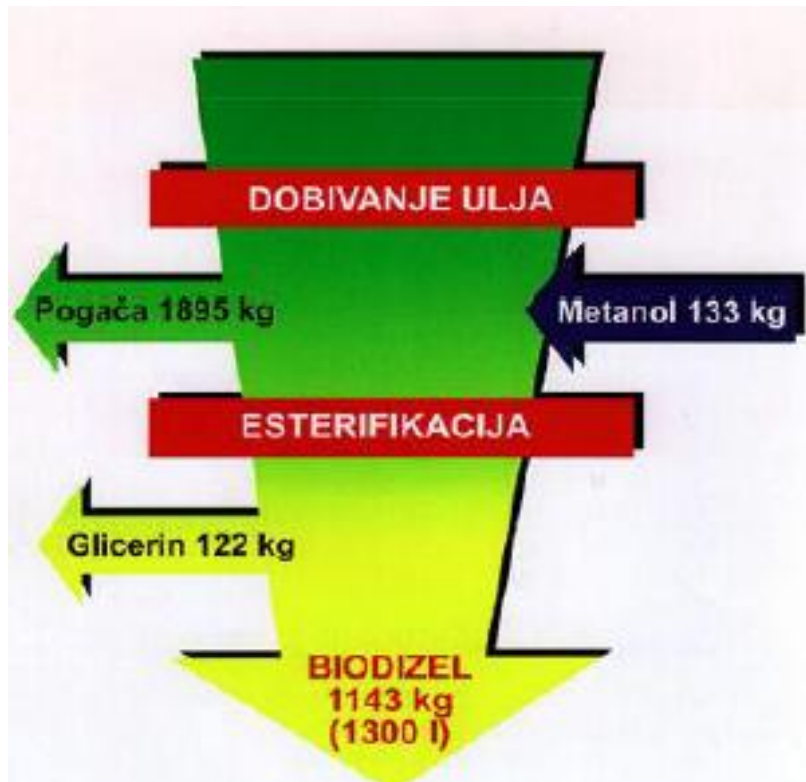 DOBIVANJE ULJA
Pogača 1895 kg
Metanol 133 kg
ESTERIFIKACIJA
Glicerin 122 kg
BIODIZEL
1143 kg
(1300 l)